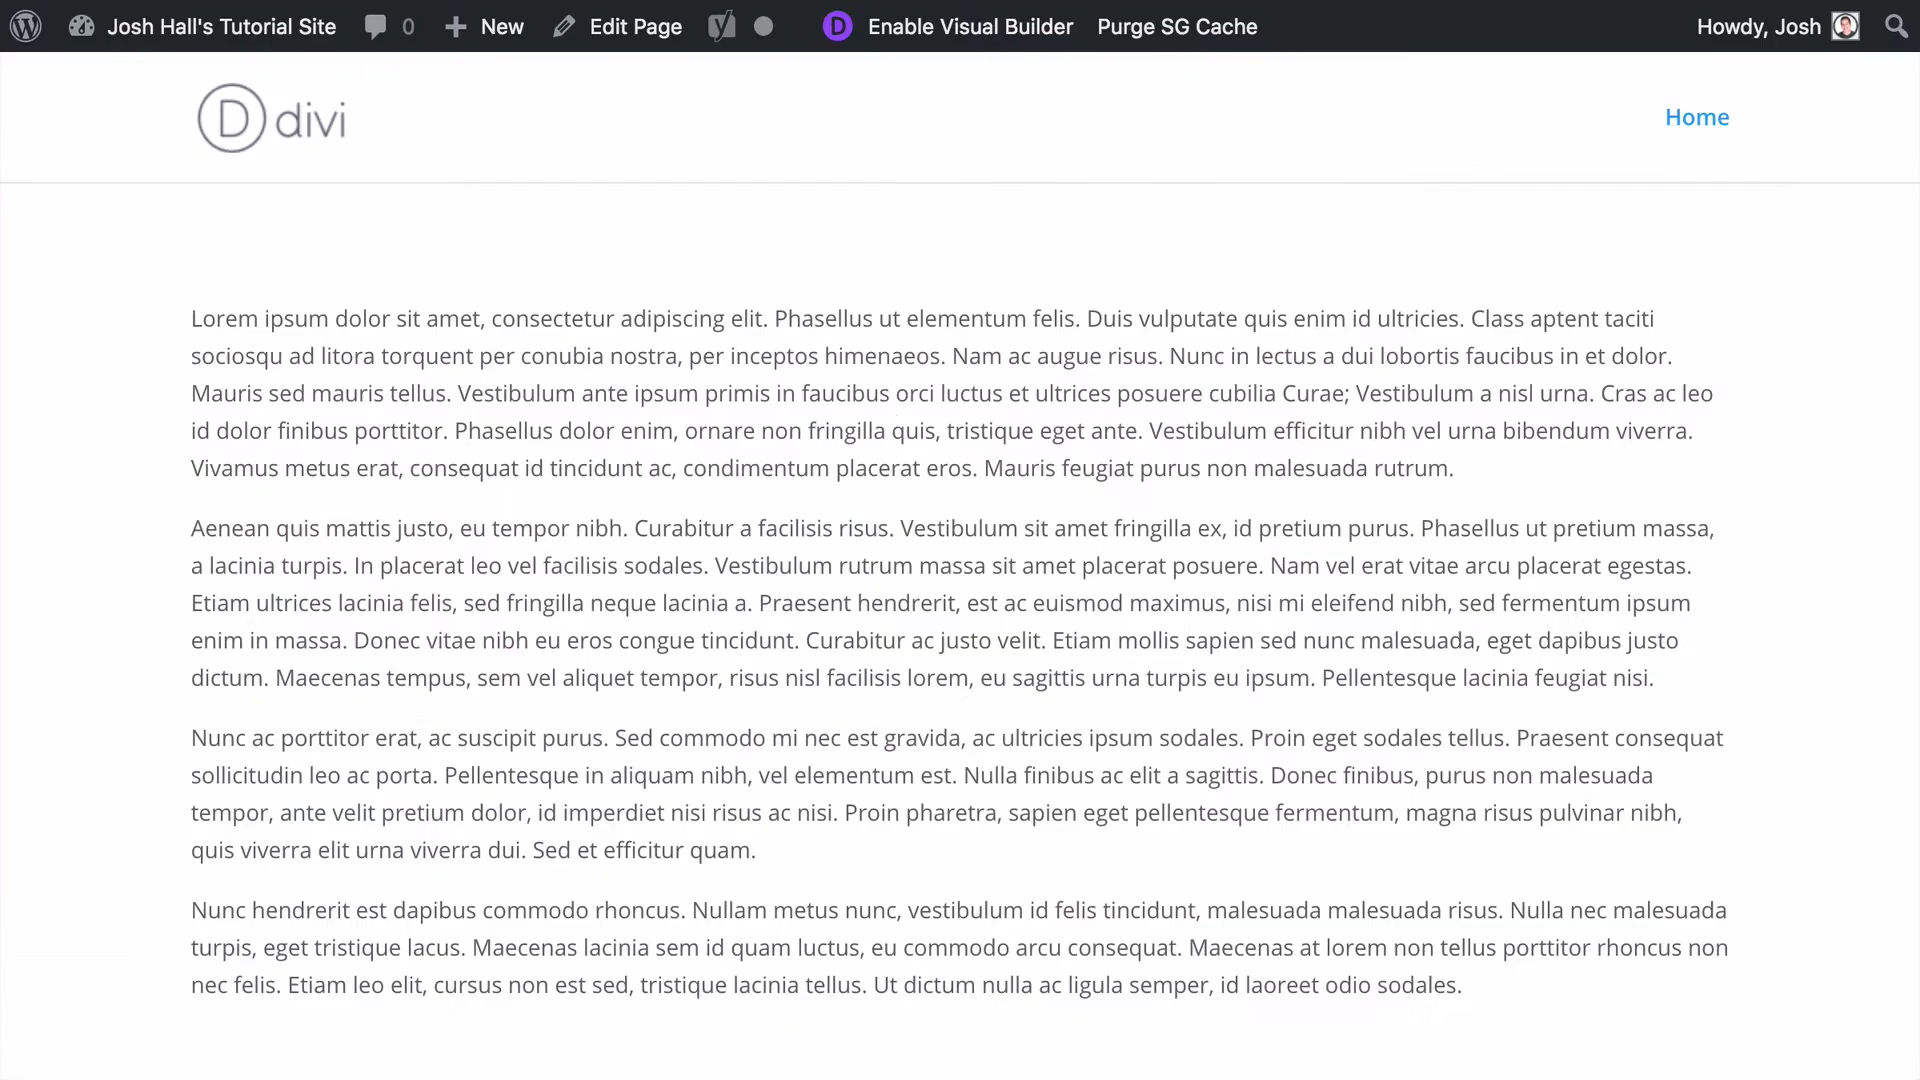 Josh Hall's Tutorial Site 0 New Edit Page D Enable Visual Builder Purge SG Cache Howdy, Josh
D divi
Home
Lorem ipsum dolor sit amet, consectetur adipiscing elit. Phasellus ut elementum felis. Duis vulputate quis enim id ultricies. Class aptent taciti
sociosqu ad litora torquent per conubia nostra, per inceptos himenaeos. Nam ac augue risus. Nunc in lectus a dui lobortis faucibus in et dolor.
Mauris sed mauris tellus. Vestibulum ante ipsum primis in faucibus orci luctus et ultrices posuere cubilia Curae; Vestibulum a nisl urna. Cras ac leo
id dolor finibus porttitor. Phasellus dolor enim, ornare non fringilla quis, tristique eget ante. Vestibulum efficitur nibh vel urna bibendum viverra.
Vivamus metus erat, consequat id tincidunt ac, condimentum placerat eros. Mauris feugiat purus non malesuada rutrum.
Aenean quis mattis justo, eu tempor nibh. Curabitur a facilisis risus. Vestibulum sit amet fringilla ex, id pretium purus. Phasellus ut pretium massa,
a lacinia turpis. In placerat leo vel facilisis sodales. Vestibulum rutrum massa sit amet placerat posuere. Nam vel erat vitae arcu placerat egestas.
Etiam ultrices lacinia felis, sed fringilla neque lacinia a. Praesent hendrerit, est ac euismod maximus, nisi mi eleifend nibh, sed fermentum ipsum
enim in massa. Donec vitae nibh eu eros congue tincidunt. Curabitur ac justo velit. Etiam mollis sapien sed nunc malesuada, eget dapibus justo
dictum. Maecenas tempus, sem vel aliquet tempor, risus nisl facilisis lorem, eu sagittis urna turpis eu ipsum. Pellentesque lacinia feugiat nisi.
Nunc ac porttitor erat, ac suscipit purus. Sed commodo mi nec est gravida, ac ultricies ipsum sodales. Proin eget sodales tellus. Praesent consequat
sollicitudin leo ac porta. Pellentesque in aliquam nibh, vel elementum est. Nulla finibus ac elit a sagittis. Donec finibus, purus non malesuada
tempor, ante velit pretium dolor, id imperdiet nisi risus ac nisi. Proin pharetra, sapien eget pellentesque fermentum, magna risus pulvinar nibh,
quis viverra elit urna viverra dui. Sed et efficitur quam.
Nunc hendrerit est dapibus commodo rhoncus. Nullam metus nunc, vestibulum id felis tincidunt, malesuada malesuada risus. Nulla nec malesuada
turpis, eget tristique lacus. Maecenas lacinia sem id quam luctus, eu commodo arcu consequat. Maecenas at lorem non tellus porttitor rhoncus non
nec felis. Etiam leo elit, cursus non est sed, tristique lacinia tellus. Ut dictum nulla ac ligula semper, id laoreet odio sodales.